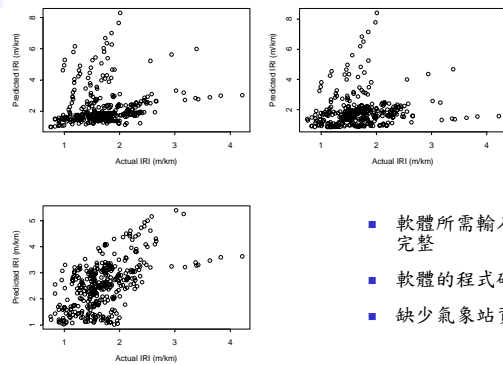 8
6
4
2
Predicted IRI (m/km)
1
2
3
4
Actual IRI (m/km)
8
6
4
2
Predicted IRI (m/km)
1
2
3
4
Actual IRI (m/km)
5
4
3
2
1
Predicted IRI (m/km)
1
2
3
4
Actual IRI (m/km)
軟體所需輸
完整
軟體的程式
缺少氣象站